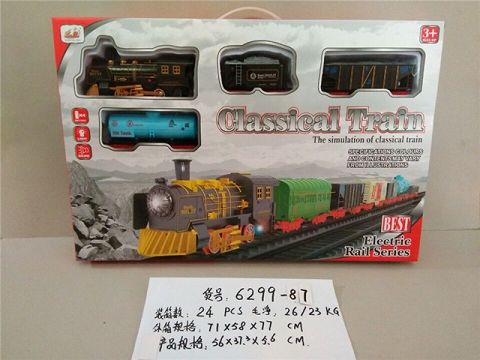 3+
Classical Train
The simulation of classical train
SPECIFICATIONS COLOURS
AND CONTENTS MAY VARY
FROM ILLUSTRATIONS
BEST
Electric
Rail Series
货号: 6299-87
装箱数: 24 PCS 毛净: 26/23 KG
外箱规格: 71×58×77 CM
产品规格: 56×37.3×5.6 CM